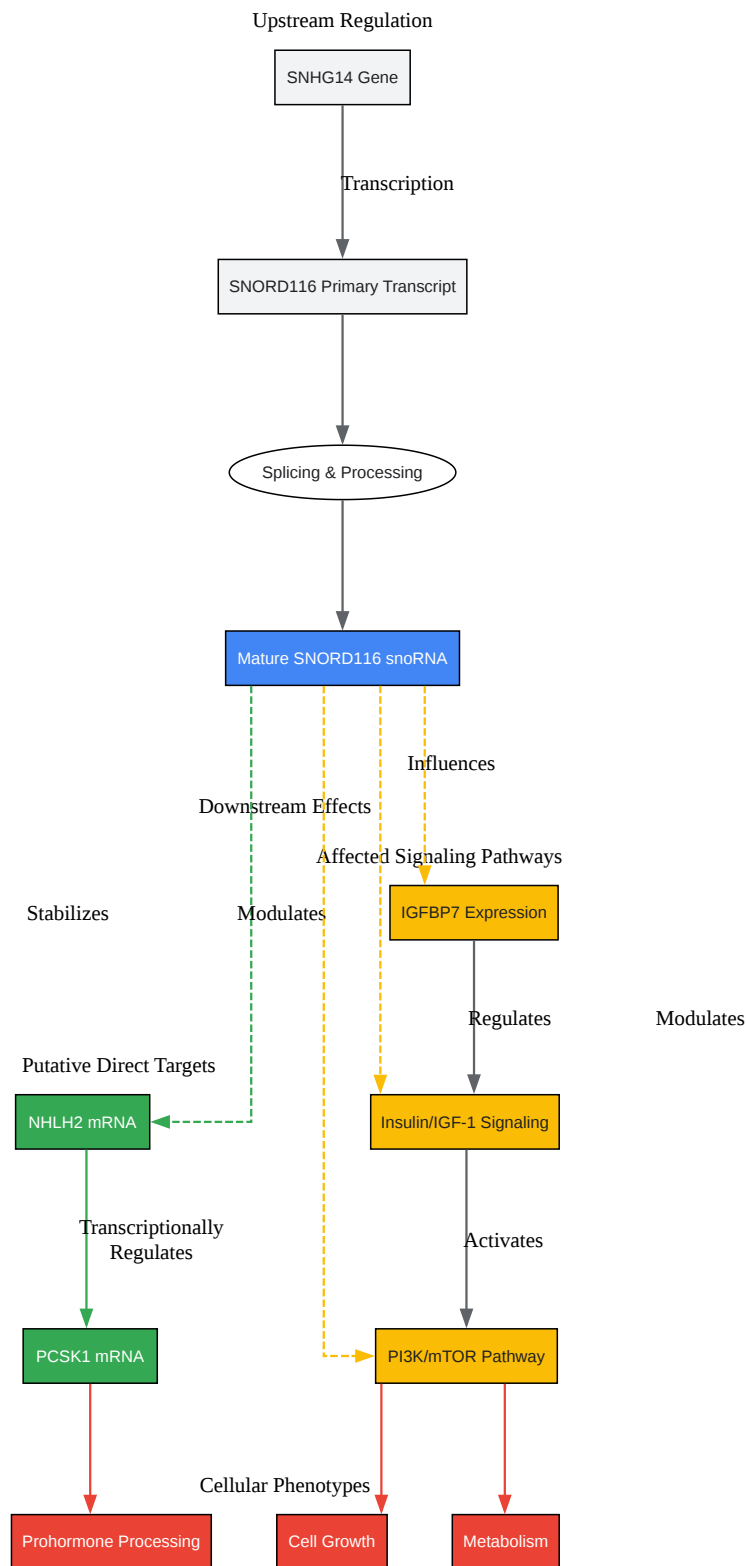 Upstream Regulation
SNHG14 Gene
Transcription
SNORD116 Primary Transcript
Splicing & Processing
Mature SNORD116 snoRNA
Influences
Downstream Effects
Affected Signaling Pathways
Stabilizes
Modulates
IGFBP7 Expression
Regulates
Modulates
Putative Direct Targets
NHLH2 mRNA
Insulin/IGF-1 Signaling
Transcriptionally
Regulates
Activates
PCSK1 mRNA
PI3K/mTOR Pathway
Cellular Phenotypes
Prohormone Processing
Cell Growth
Metabolism